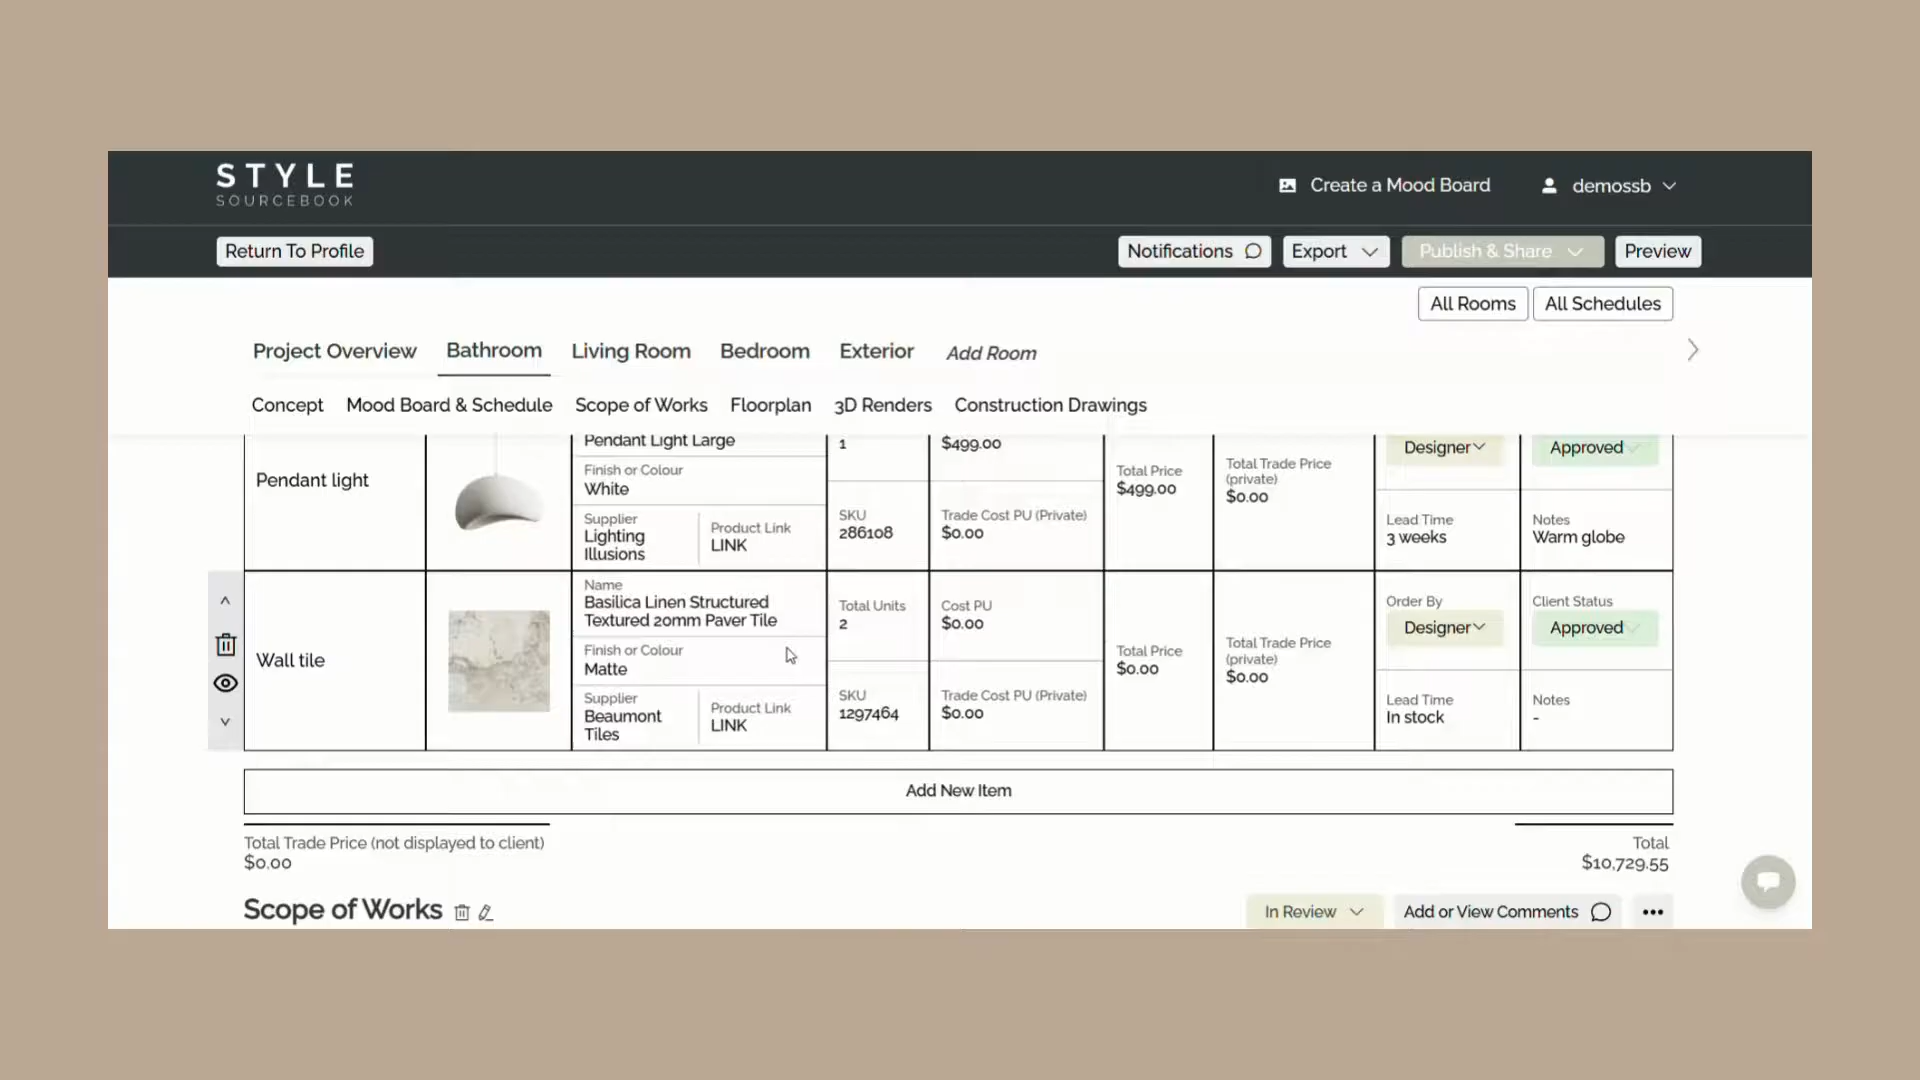 STYLE
SOURCEBOOK
Create a Mood Board
demossb
Return To Profile
Notifications
Export
Publish & Share
Preview
All Rooms
All Schedules
Project Overview
Bathroom
Living Room
Bedroom
Exterior
Add Room
Concept
Mood Board & Schedule
Scope of Works
Floorplan
3D Renders
Construction Drawings
Pendant light
Pendant Light Large
Finish or Colour
White
Supplier
Lighting
Illusions
Product Link
LINK
1
SKU
286108
$499.00
Trade Cost PU (Private)
$0.00
Total Price
$499.00
Total Trade Price
(private)
$0.00
Designer
Lead Time
3 weeks
Approved
Notes
Warm globe
Wall tile
Name
Basilica Linen Structured
Textured 20mm Paver Tile
Finish or Colour
Matte
Supplier
Beaumont
Tiles
Product Link
LINK
Total Units
2
SKU
1297464
Cost PU
$0.00
Trade Cost PU (Private)
$0.00
Total Price
$0.00
Total Trade Price
(private)
$0.00
Order By
Designer
Lead Time
In stock
Client Status
Approved
Notes
-
Add New Item
Total Trade Price (not displayed to client)
$0.00
Total
$10,729.55
Scope of Works
In Review
Add or View Comments